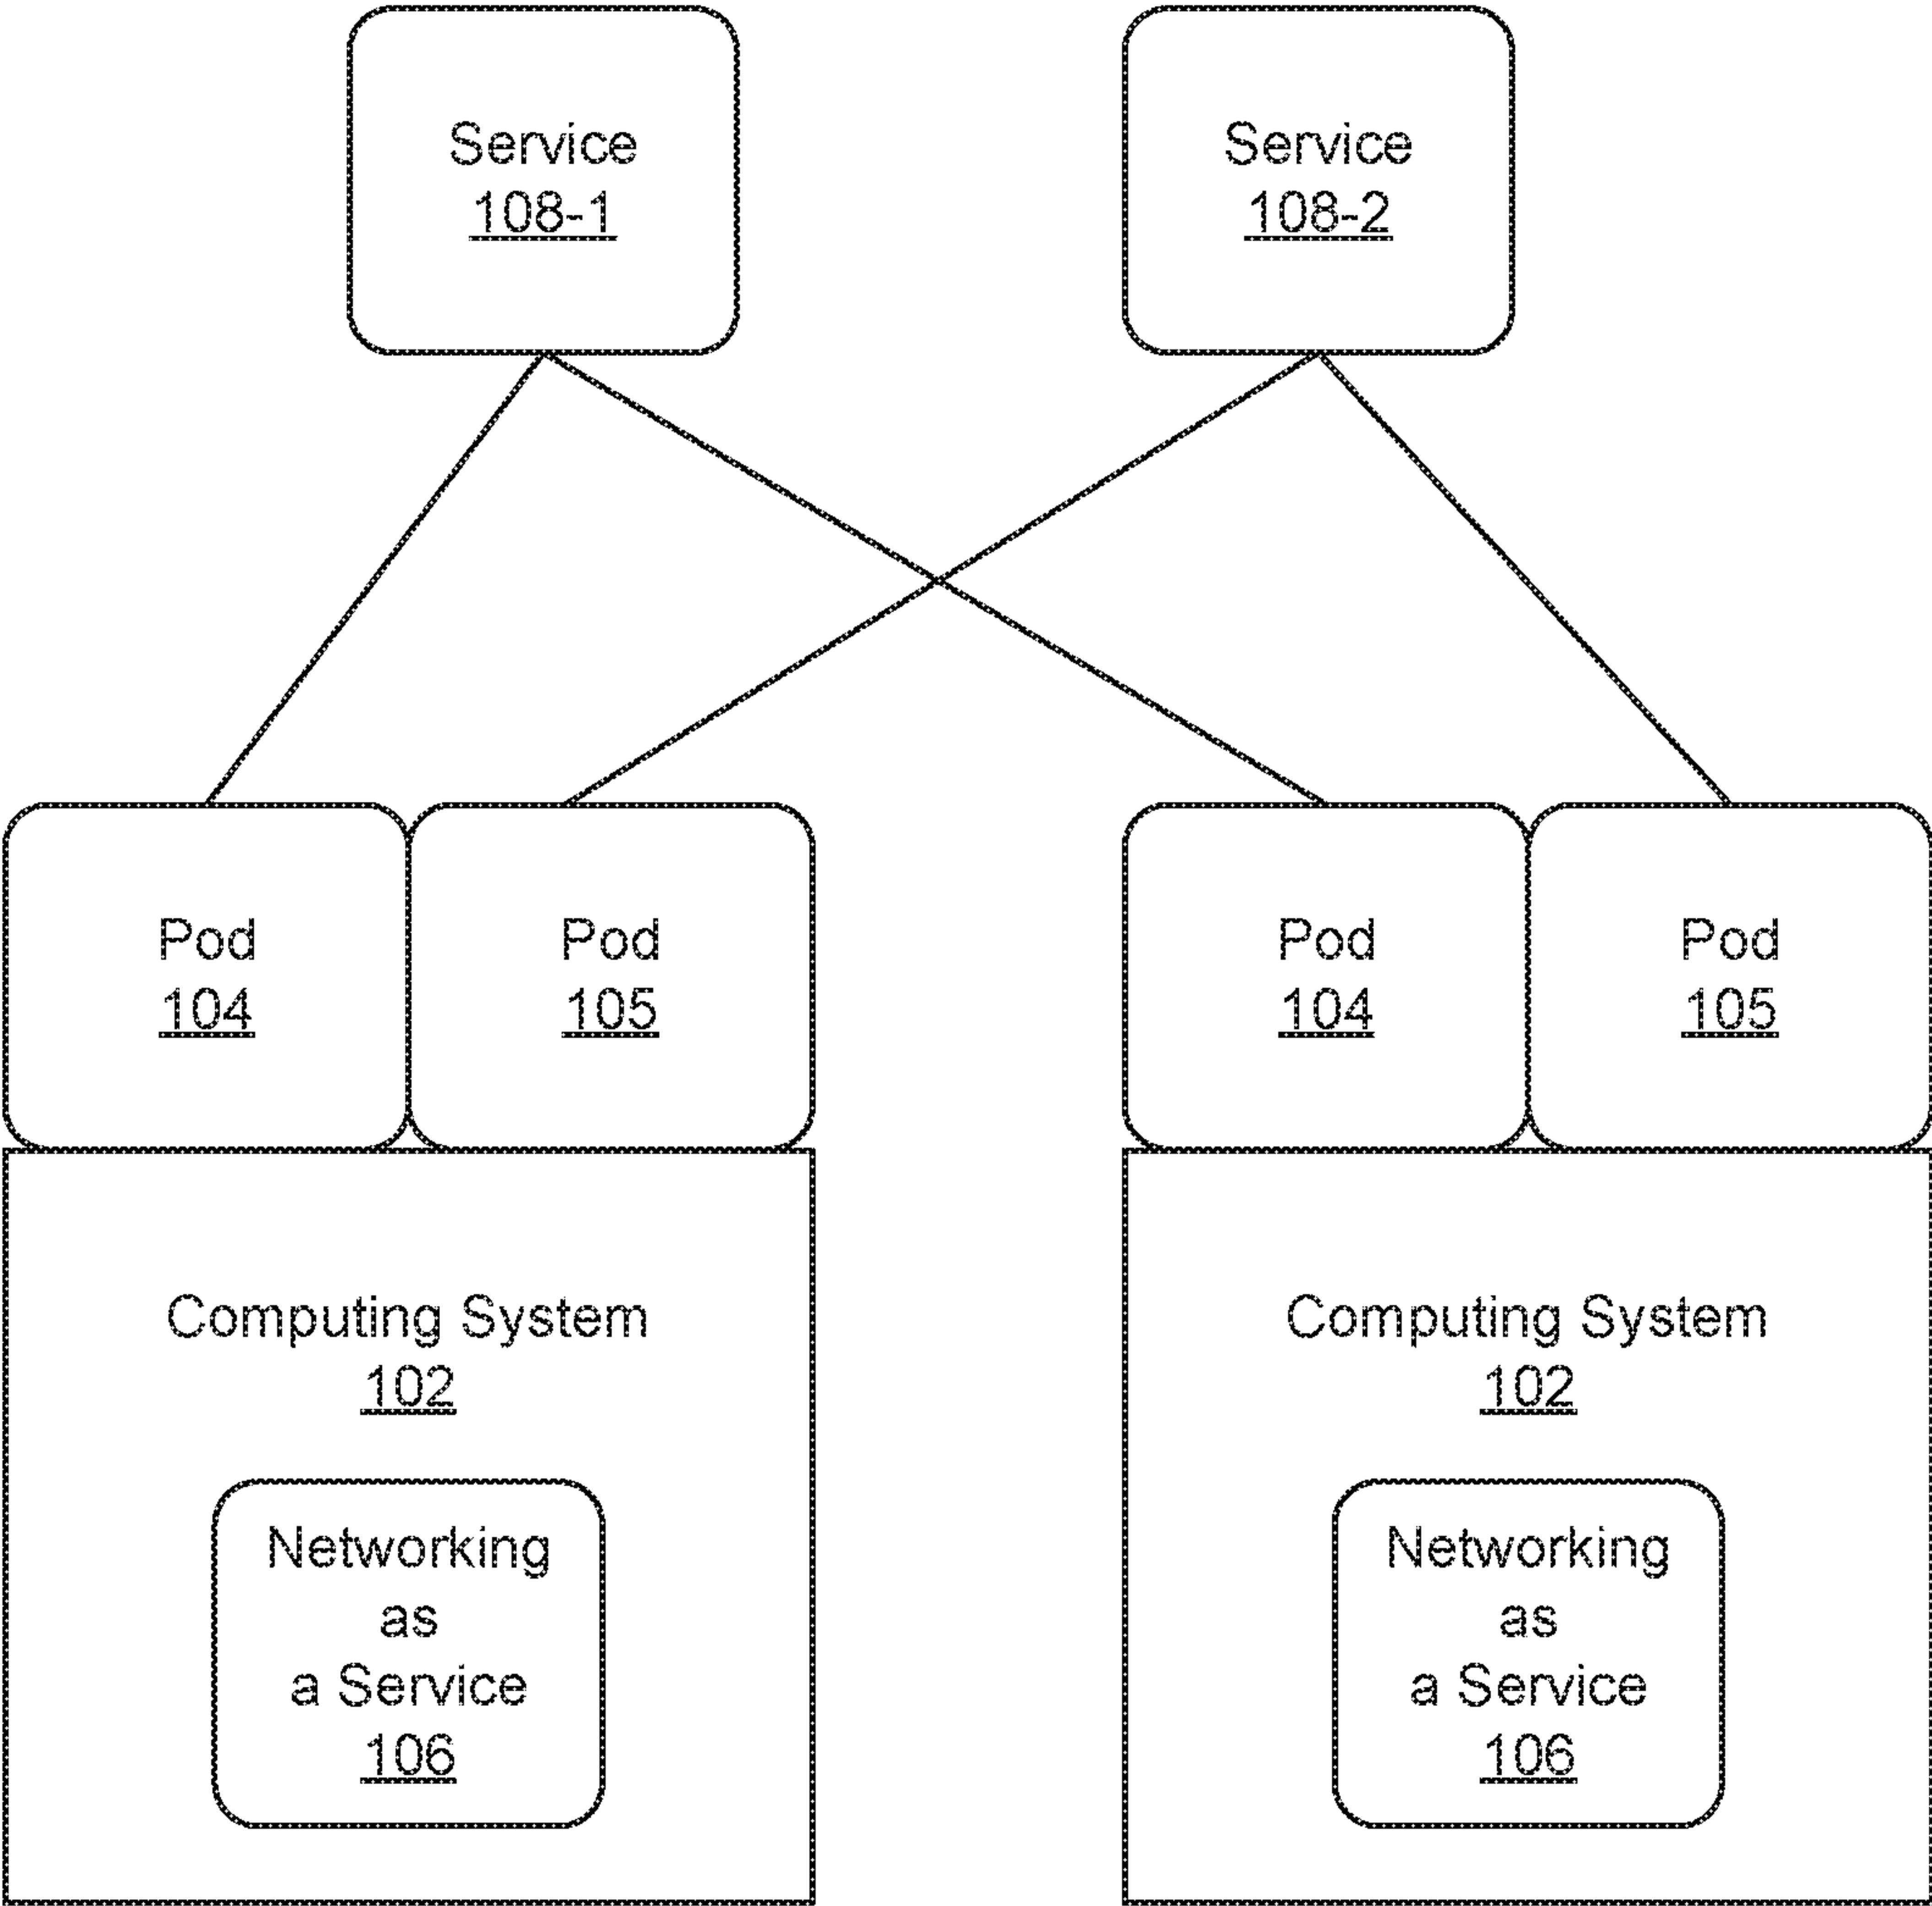 Service
108-1
Service
108-2
Pod
104
Pod
105
Pod
104
Pod
105
Computing System
102
Networking
as
a Service
106
Computing System
102
Networking
as
a Service
106